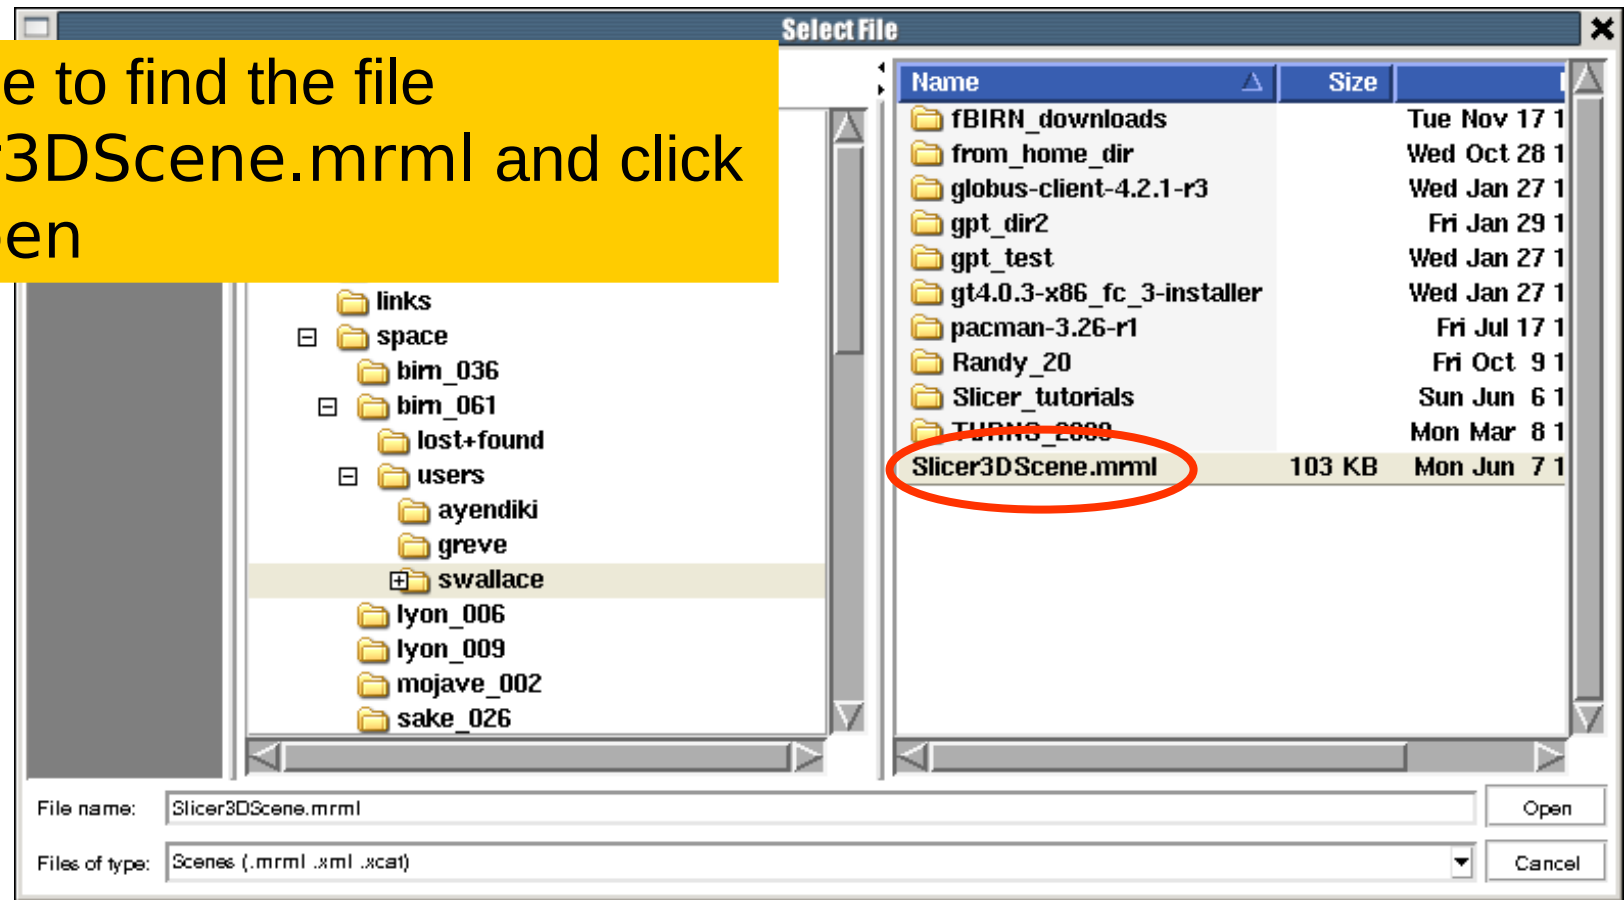 Select File
e to find the file
r3DScene.mrml and click
pen
links
space
birn_036
birn_061
lost+found
users
ayendiki
greve
swallace
lyon_006
lyon_009
mojave_002
sake_026
Name Size
fBIRN_downloads Tue Nov 17 1
from_home_dir Wed Oct 28 1
globus-client-4.2.1-r3 Wed Jan 27 1
gpt_dir2 Fri Jan 29 1
gpt_test Wed Jan 27 1
gt4.0.3-x86_fc_3-installer Wed Jan 27 1
pacman-3.26-r1 Fri Jul 17 1
Randy_20 Fri Oct 9 1
Slicer_tutorials Sun Jun 6 1
Mon Mar 8 1
Slicer3DScene.mrml 103 KB Mon Jun 7 1
File name: Slicer3DScene.mrml Open
Files of type: Scenes (.mrml .xml .xcat) Cancel